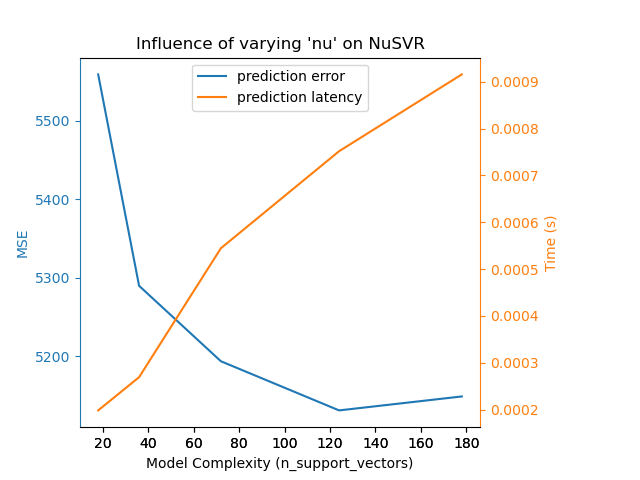 Influence of varying 'nu' on NuSVR
prediction error
prediction latency
MSE
5500
5400
5300
5200
0.0009
0.0008
0.0007
0.0006
0.0005
0.0004
0.0003
0.0002
Time (s)
20 40 60 80 100 120 140 160 180
Model Complexity (n_support_vectors)